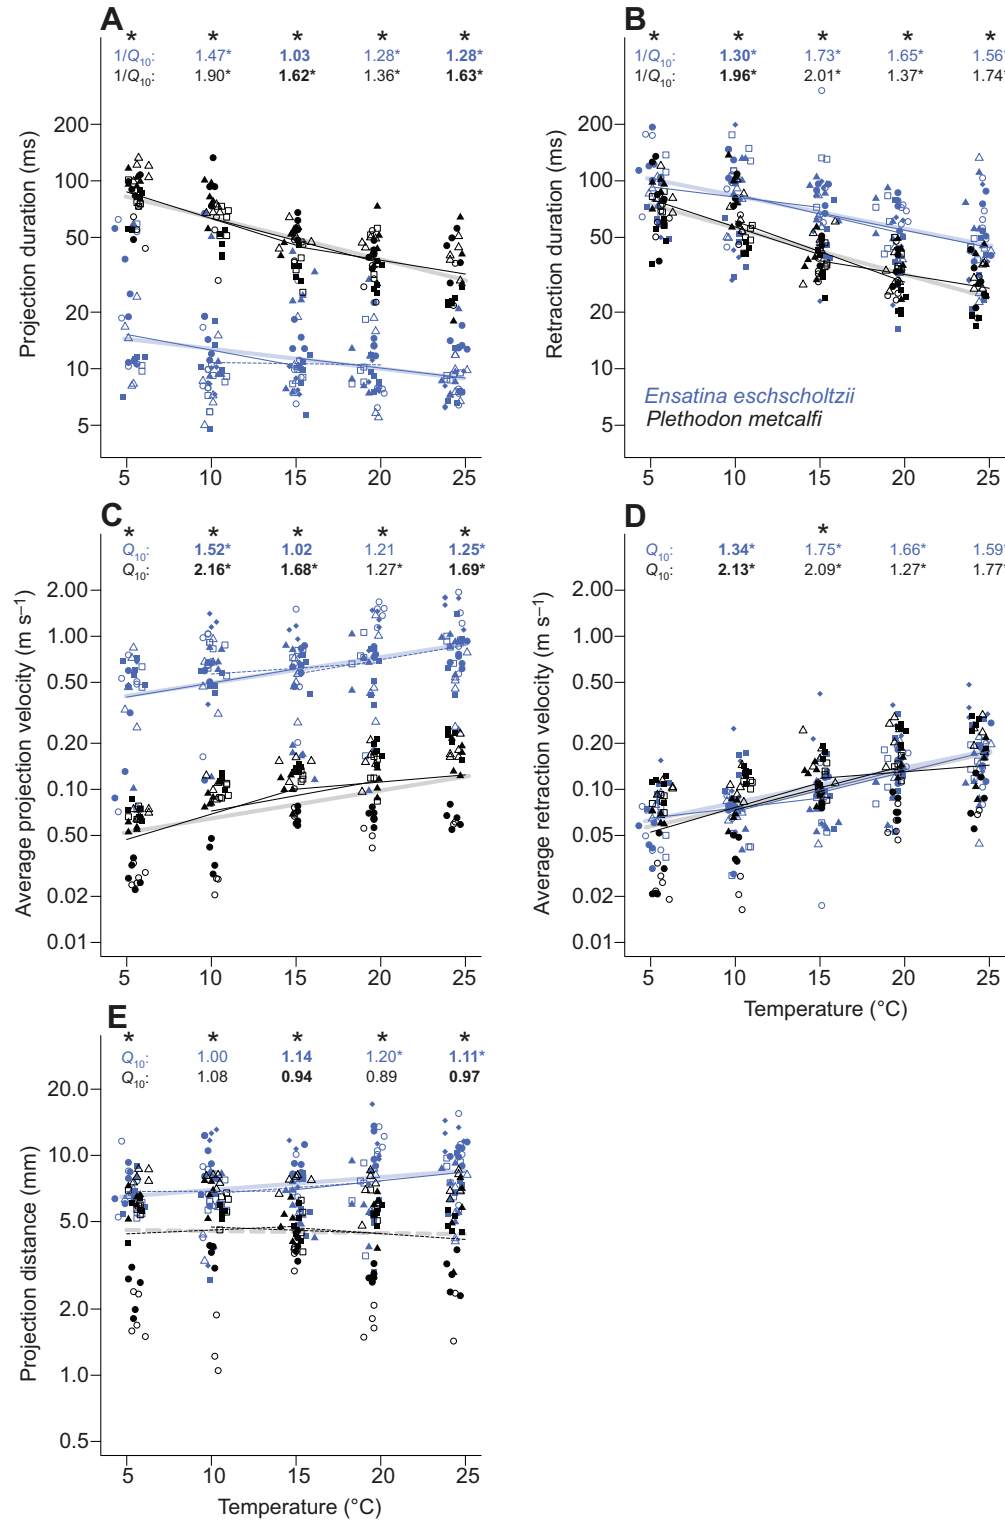 A
* * * * *
1/Q10: 1.47* 1.03 1.28* 1.28*
1/Q10: 1.90* 1.62* 1.36* 1.63*
Projection duration (ms)
200
100
50
20
10
5
5 10 15 20 25
B
* * * * *
1/Q10: 1.30* 1.73* 1.65* 1.56*
1/Q10: 1.96* 2.01* 1.37* 1.74*
Retraction duration (ms)
200
100
50
20
10
5
Ensatina eschscholtzii
Plethodon metcalfi
5 10 15 20 25
C
* * * * *
Q10: 1.52* 1.02 1.21 1.25*
Q10: 2.16* 1.68* 1.27* 1.69*
Average projection velocity (m s–1)
2.00
1.00
0.50
0.20
0.10
0.50
0.02
0.01
5 10 15 20 25
D
*
Q10: 1.34* 1.75* 1.66* 1.59*
Q10: 2.13* 2.09* 1.27* 1.77*
Average retraction velocity (m s–1)
2.00
1.00
0.50
0.20
0.10
0.05
0.02
0.01
5 10 15 20 25
Temperature (°C)
E
* * * * *
Q10: 1.00 1.14 1.20* 1.11*
Q10: 1.08 0.94 0.89 0.97
Projection distance (mm)
20.0
10.0
5.0
2.0
1.0
0.5
5 10 15 20 25
Temperature (°C)